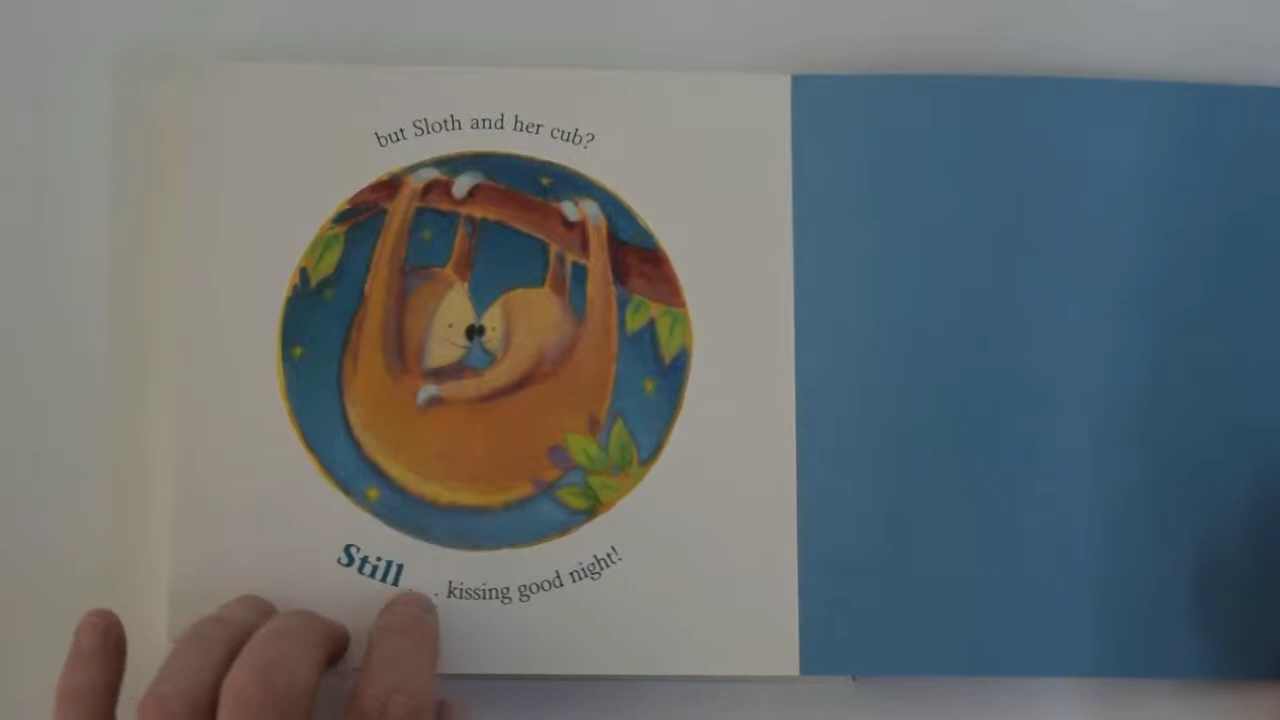 but Sloth and her cub?
Still . . kissing good night!